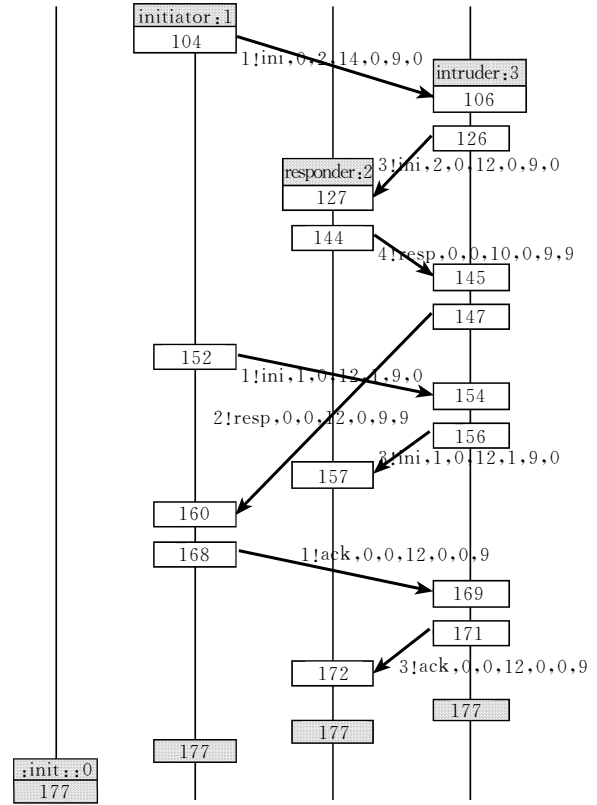 initiator:1
104
1!ini,0,2,14,0,9,0
intruder:3
106
126
3!ini,2,0,12,0,9,0
responder:2
127
144
4!resp,0,0,10,0,9,9
145
147
152
1!ini,1,0,12,1,9,0
154
2!resp,0,0,12,0,9,9
156
3!ini,1,0,12,1,9,0
157
160
168
1!ack,0,0,12,0,0,9
169
171
3!ack,0,0,12,0,0,9
172
177
177
177
:init::0
177